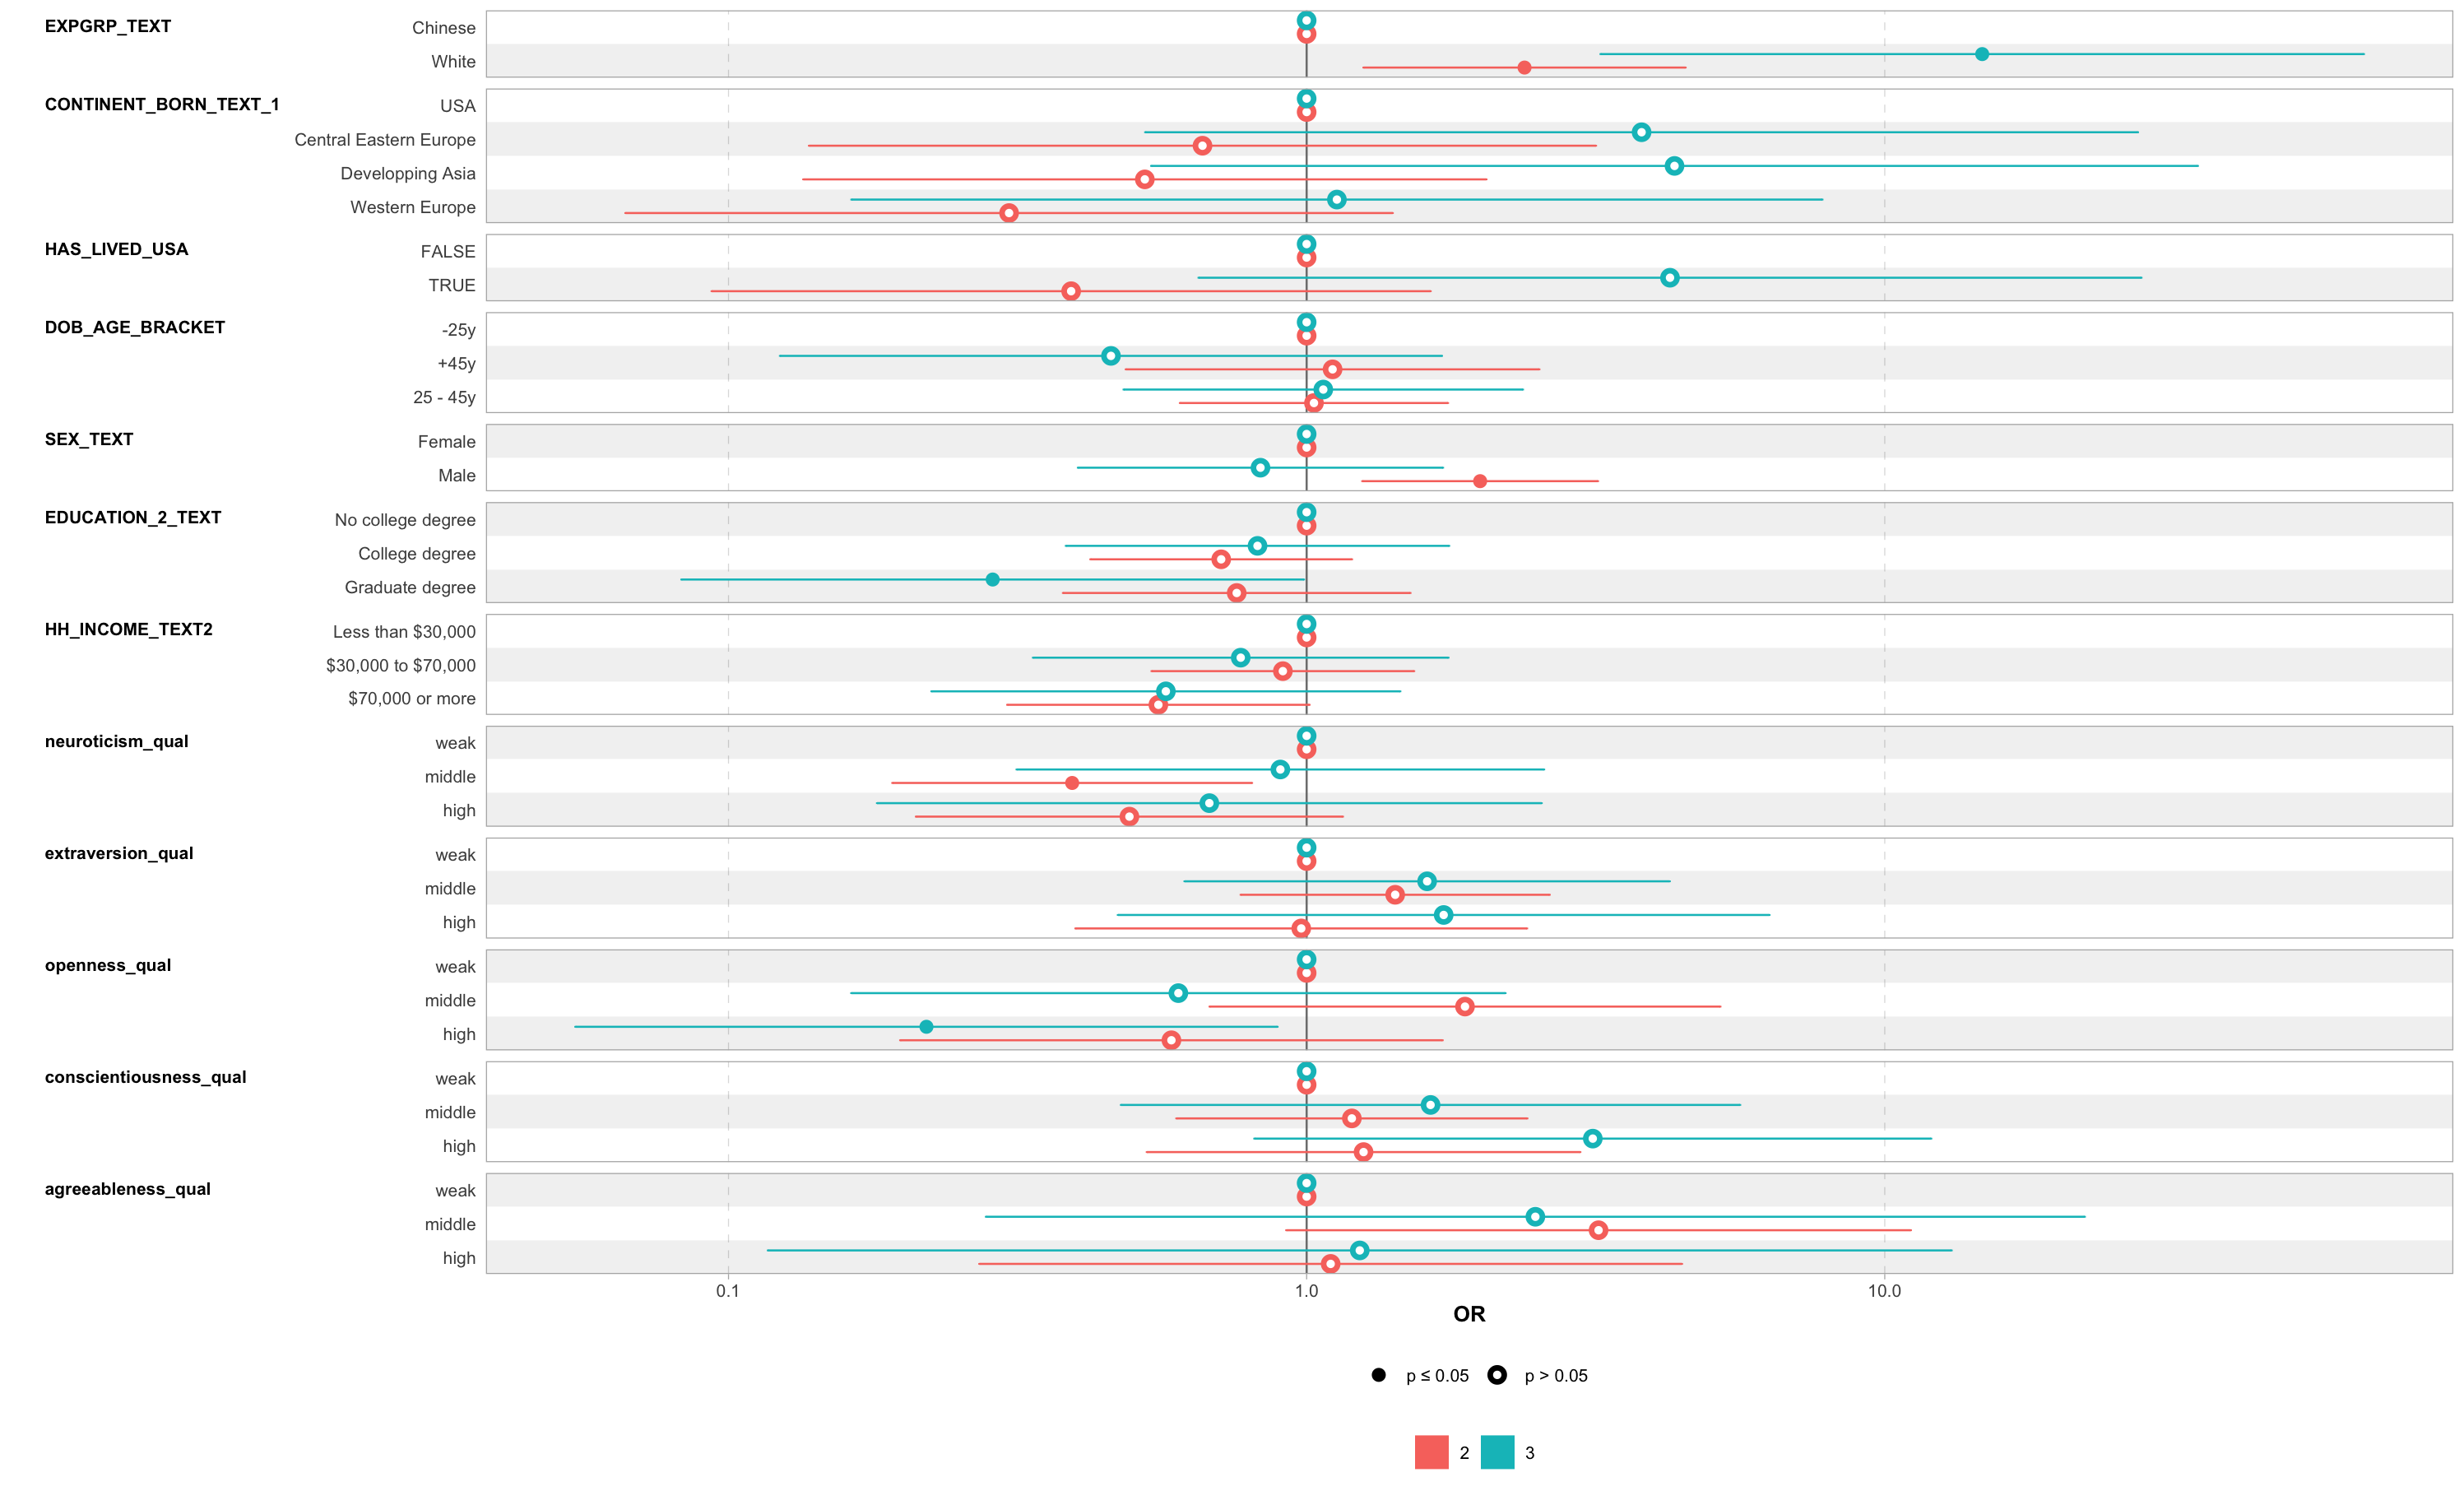 EXPGRP_TEXT
Chinese
White
CONTINENT_BORN_TEXT_1
USA
Central Eastern Europe
Developping Asia
Western Europe
HAS_LIVED_USA
FALSE
TRUE
DOB_AGE_BRACKET
-25y
+45y
25 - 45y
SEX_TEXT
Female
Male
EDUCATION_2_TEXT
No college degree
College degree
Graduate degree
HH_INCOME_TEXT2
Less than $30,000
$30,000 to $70,000
$70,000 or more
neuroticism_qual
weak
middle
high
extraversion_qual
weak
middle
high
openness_qual
weak
middle
high
conscientiousness_qual
weak
middle
high
agreeableness_qual
weak
middle
high
0.1 1.0 10.0
OR
p ≤ 0.05 p > 0.05
2 3